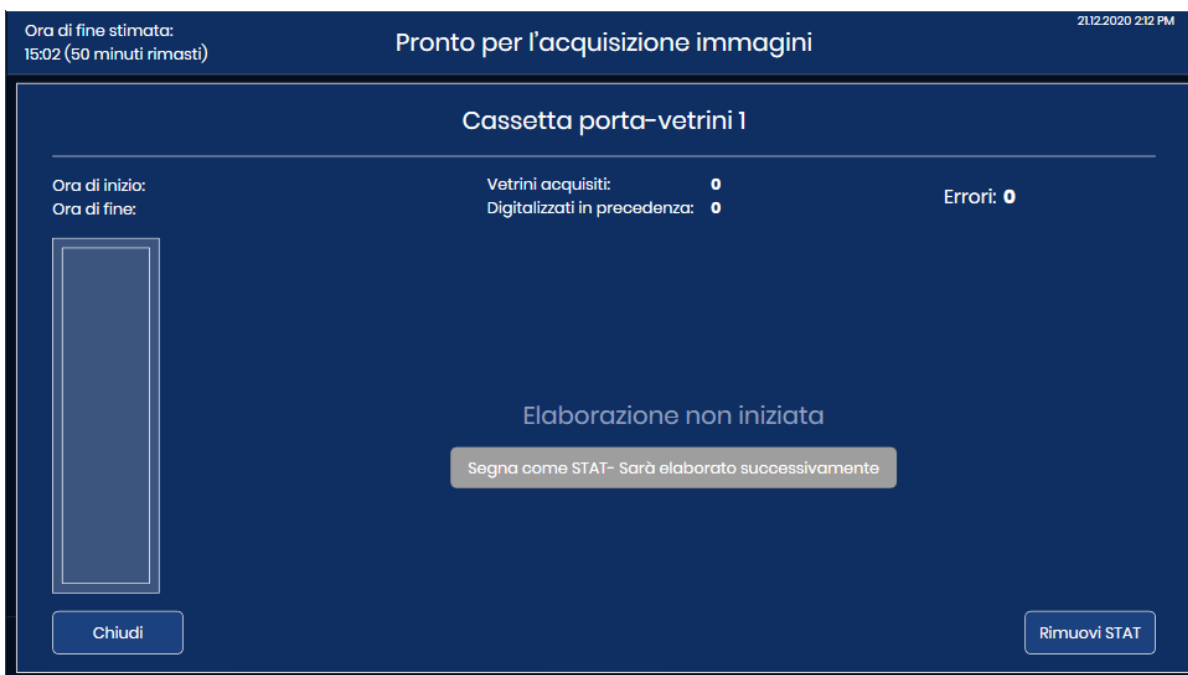 Ora di fine stimata:
15:02 (50 minuti rimasti)
Pronto per l'acquisizione immagini
21.12.2020 2:12 PM
Cassetta porta-vetrini 1
Ora di inizio:
Ora di fine:
Vetrini acquisiti: 0
Digitalizzati in precedenza: 0
Errori: 0
Elaborazione non iniziata
Segna come STAT- Sarà elaborato successivamente
Chiudi
Rimuovi STAT